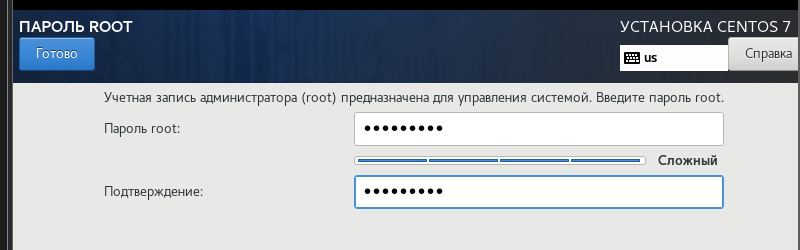 ПАРОЛЬ ROOT
УСТАНОВКА CENTOS 7
Готово
us
Справка
Учетная запись администратора (root) предназначена для управления системой. Введите пароль root.
Пароль root:
●●●●●●●●●
Сложный
Подтверждение:
●●●●●●●●●